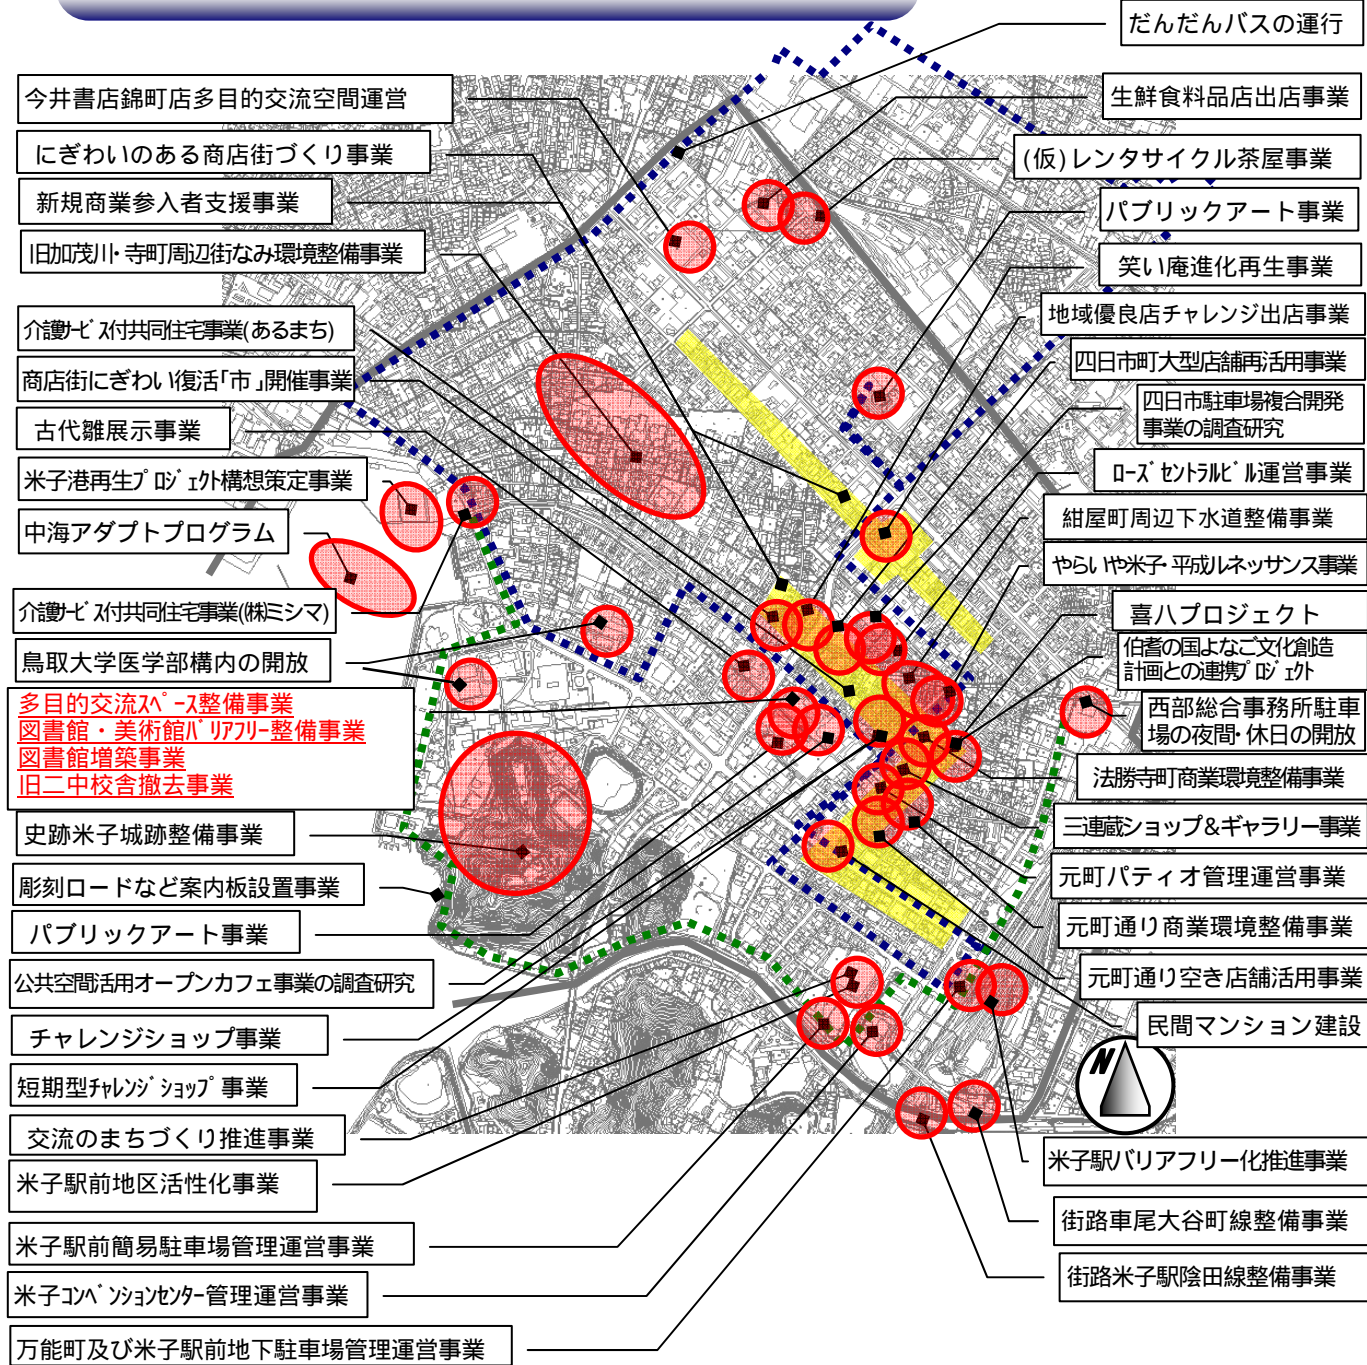 だんだんバスの運行
今井書店錦町店多目的交流空間運営
生鮮食料品店出店事業
にぎわいのある商店街づくり事業
(仮)レンタサイクル茶屋事業
新規商業参入者支援事業
パブリックアート事業
旧加茂川・寺町周辺街なみ環境整備事業
笑い庵進化再生事業
介護サービス付共同住宅事業(あるまち)
地域優良店チャレンジ出店事業
商店街にぎわい復活「市」開催事業
四日市町大型店舗再活用事業
古代雛展示事業
四日市駐車場複合開発
事業の調査研究
米子港再生プロジェクト構想策定事業
ローズセントラルビル運営事業
中海アダプトプログラム
紺屋町周辺下水道整備事業
やらいや米子・平成ルネッサンス事業
介護サービス付共同住宅事業((株)ミシマ)
喜八プロジェクト
鳥取大学医学部構内の開放
伯耆の国よなご文化創造
計画との連携プロジェクト
多目的交流スペース整備事業
図書館・美術館バリアフリー整備事業
図書館増築事業
旧二中校舎撤去事業
西部総合事務所駐車
場の夜間・休日の開放
法勝寺町商業環境整備事業
史跡米子城跡整備事業
三連蔵ショップ&ギャラリー事業
彫刻ロードなど案内板設置事業
元町パティオ管理運営事業
パブリックアート事業
元町通り商業環境整備事業
公共空間活用オープンカフェ事業の調査研究
元町通り空き店舗活用事業
チャレンジショップ事業
民間マンション建設
N
短期型チャレンジショップ事業
交流のまちづくり推進事業
米子駅前地区活性化事業
米子駅バリアフリー化推進事業
米子駅前簡易駐車場管理運営事業
街路車尾大谷町線整備事業
米子コンベンションセンター管理運営事業
街路米子駅陰田線整備事業
万能町及び米子駅前地下駐車場管理運営事業